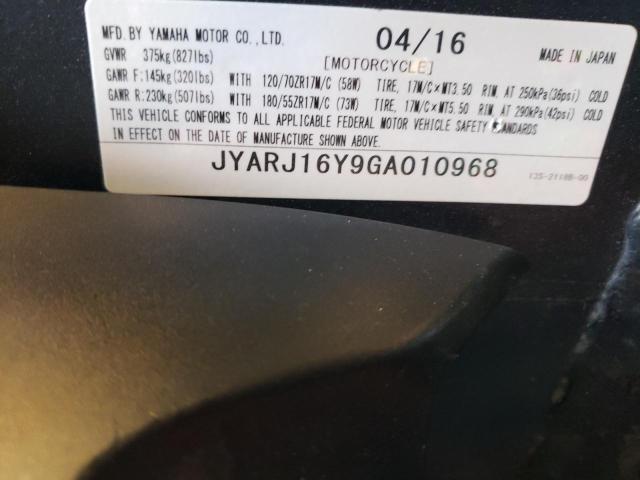 MFD. BY YAMAHA MOTOR CO., LTD. 04/16 MADE IN JAPAN
GVWR 375kg(827lbs) [MOTORCYCLE]
GAWR F:145kg(320lbs) WITH 120/70ZR17M/C (58W) TIRE, 17M/C×MT3.50 RIM, AT 250kPa(36psi) COLD
GAWR R:230kg(507lbs) WITH 180/55ZR17M/C (73W) TIRE, 17M/C×MT5.50 RIM, AT 290kPa(42psi) COLD
THIS VEHICLE CONFORMS TO ALL APPLICABLE FEDERAL MOTOR VEHICLE SAFETY STANDARDS
IN EFFECT ON THE DATE OF MANUFACTURE SHOWN ABOVE.
JYARJ16Y9GA010968
13S-2118B-00